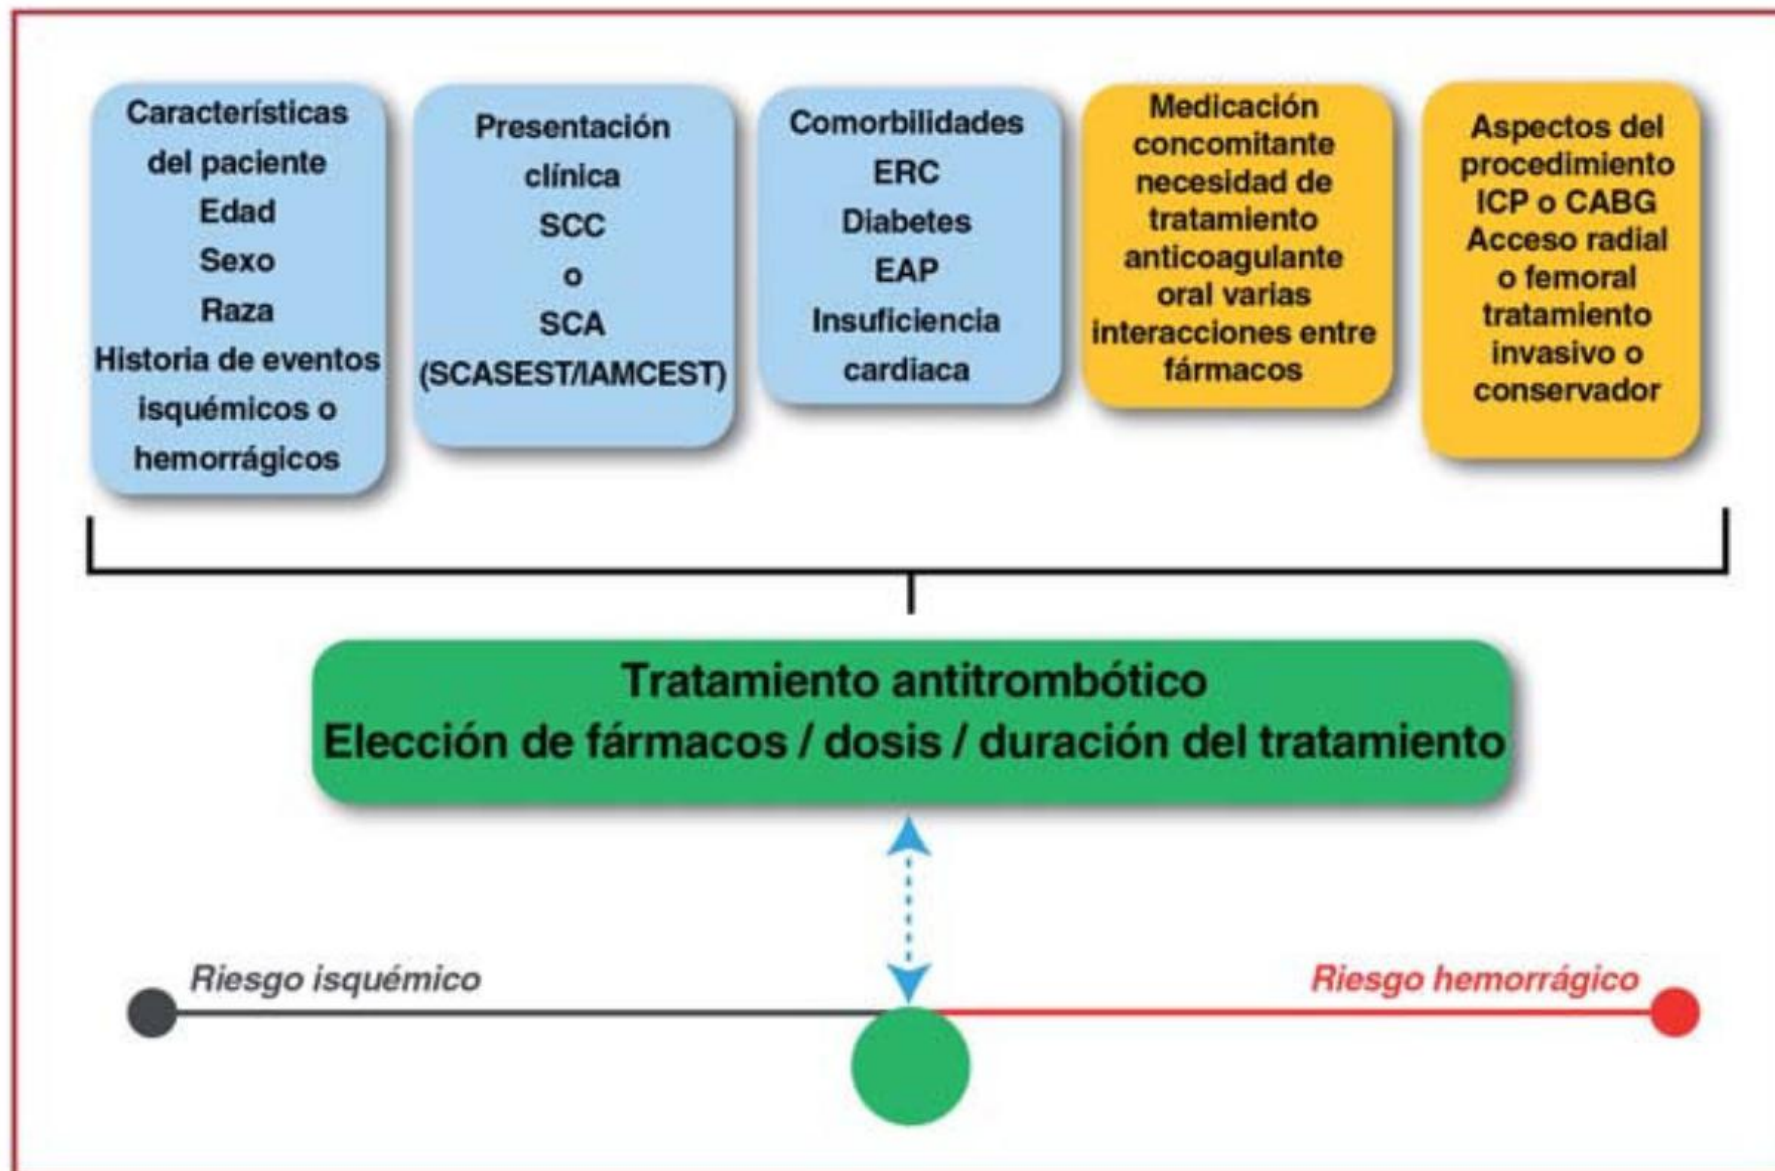 Característísticas
del paciente
Edad
Sexo
Raza
Historia de eventos
isquémicos o
hemorrágicos
Presentación
clínica
SCC
o
SCA
(SCASEST/IAMCEST)
Comorbilidades
ERC
Diabetes
EAP
Insuficiencia
cardiaca
Medicación
concomitante
necesidad de
tratamiento
anticoagulante
oral varias
interacciones entre
fármacos
Aspectos del
procedimiento
ICP o CABG
Acceso radial
o femoral
tratamiento
invasivo o
conservador
Tratamiento antitrombótico
Elección de fármacos / dosis / duración del tratamiento
Riesgo isquémico
Riesgo hemorrágico